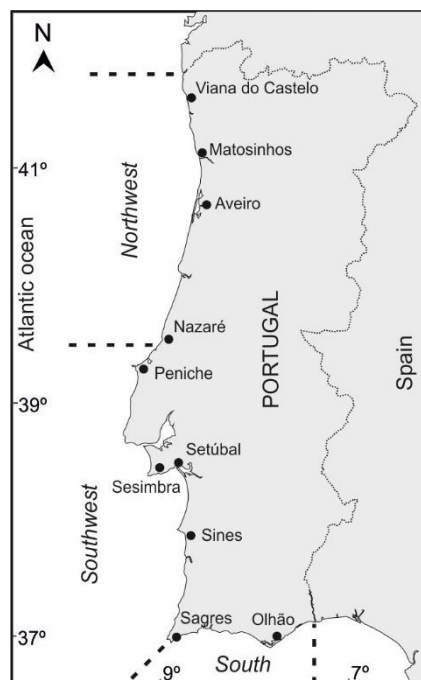 N
Viana do Castelo
41º
Matosinhos
Aveiro
Northwest
Atlantic ocean
Nazaré
Peniche
PORTUGAL
Spain
39º
Setúbal
Sesimbra
Southwest
Sines
37º
Sagres
Olhão
9º
South
7º